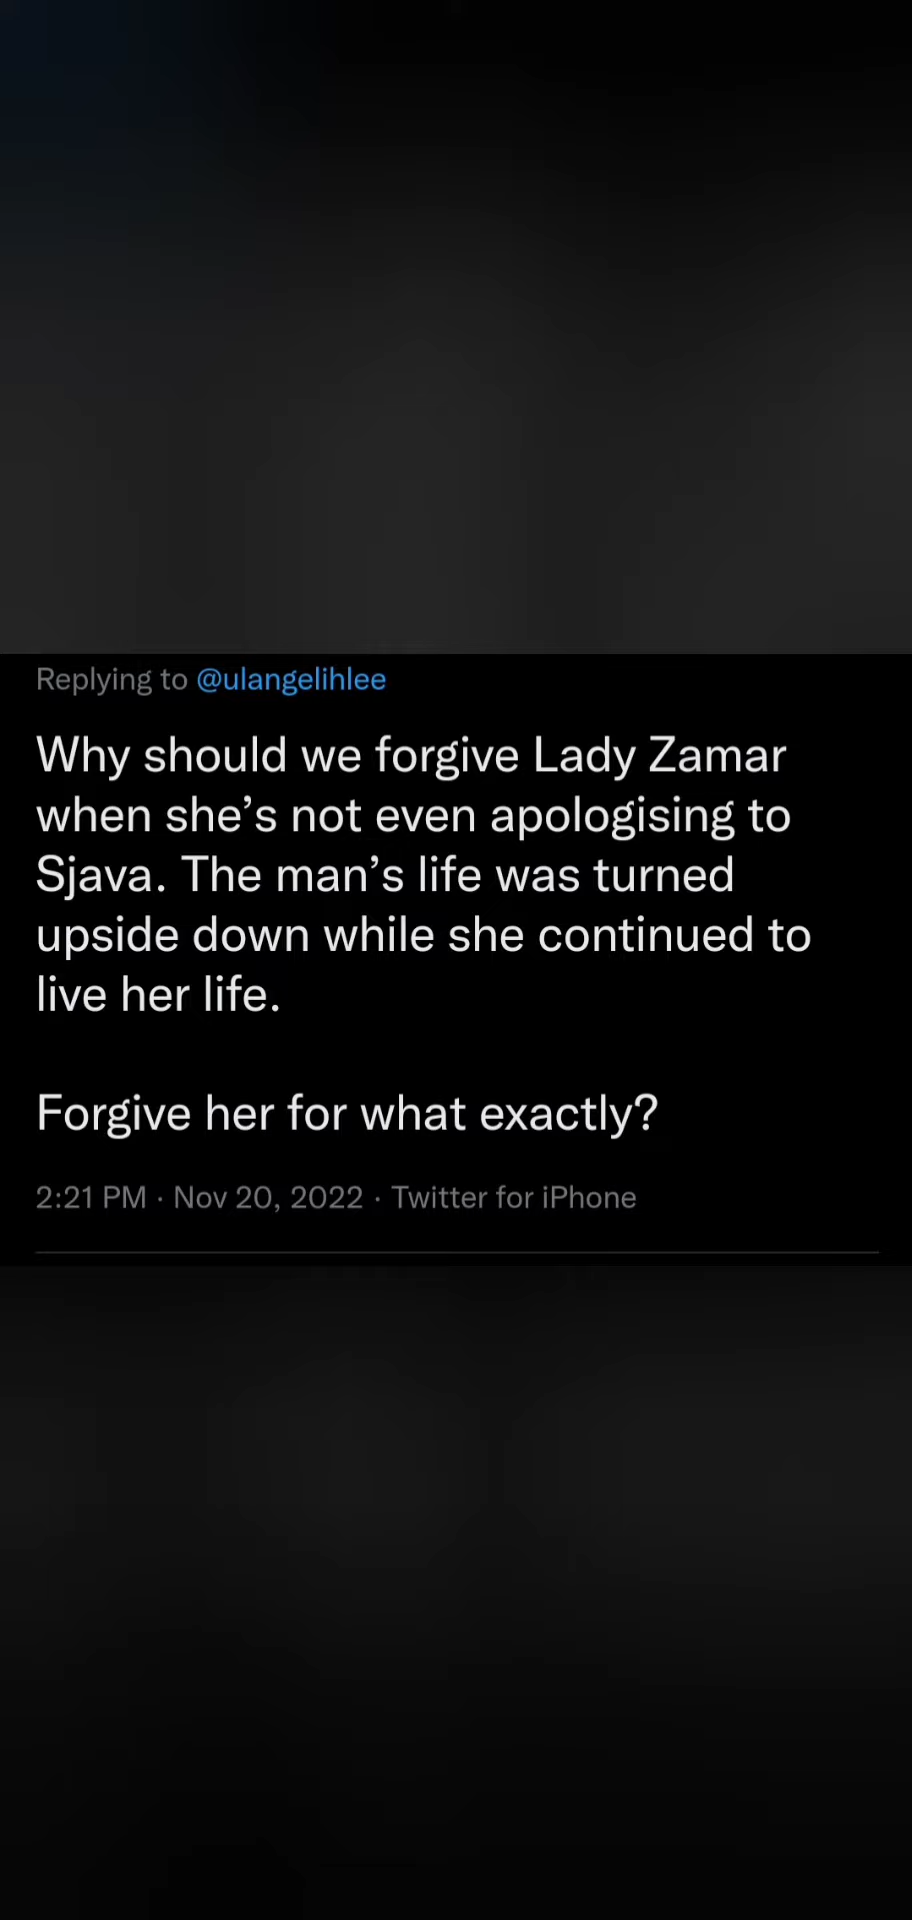 Replying to @ulangelihlee
Why should we forgive Lady Zamar
when she’s not even apologising to
Sjava. The man’s life was turned
upside down while she continued to
live her life.
Forgive her for what exactly?
2:21 PM · Nov 20, 2022 · Twitter for iPhone